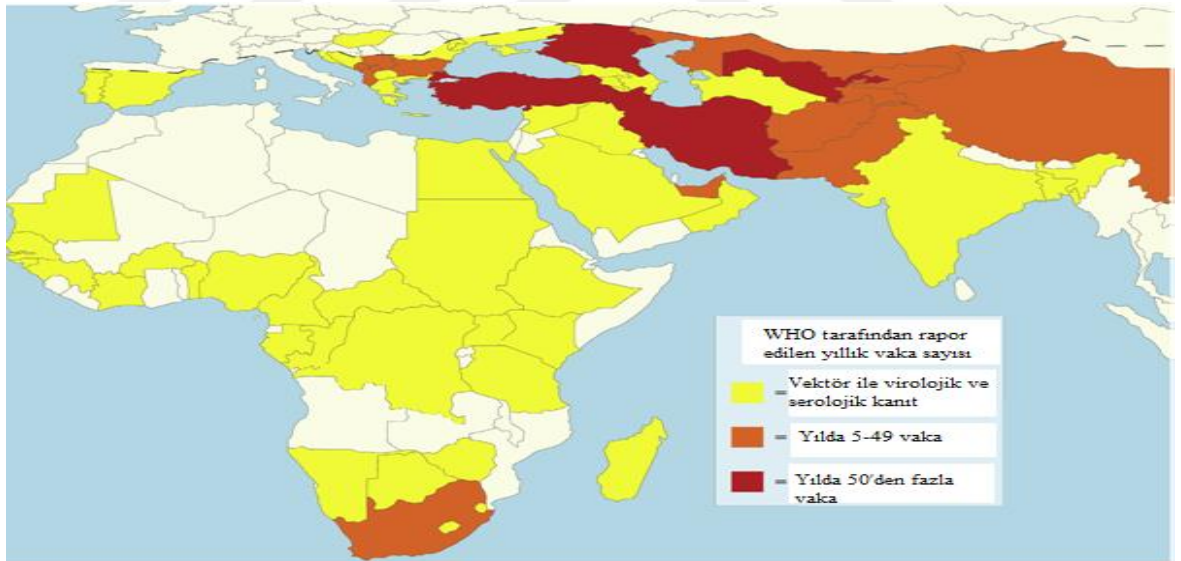 WHO tarafından rapor
edilen yıllık vaka sayısı
= Vektör ile virolojik ve
serolojik kanıt
= Yılda 5-49 vaka
= Yılda 50'den fazla
vaka